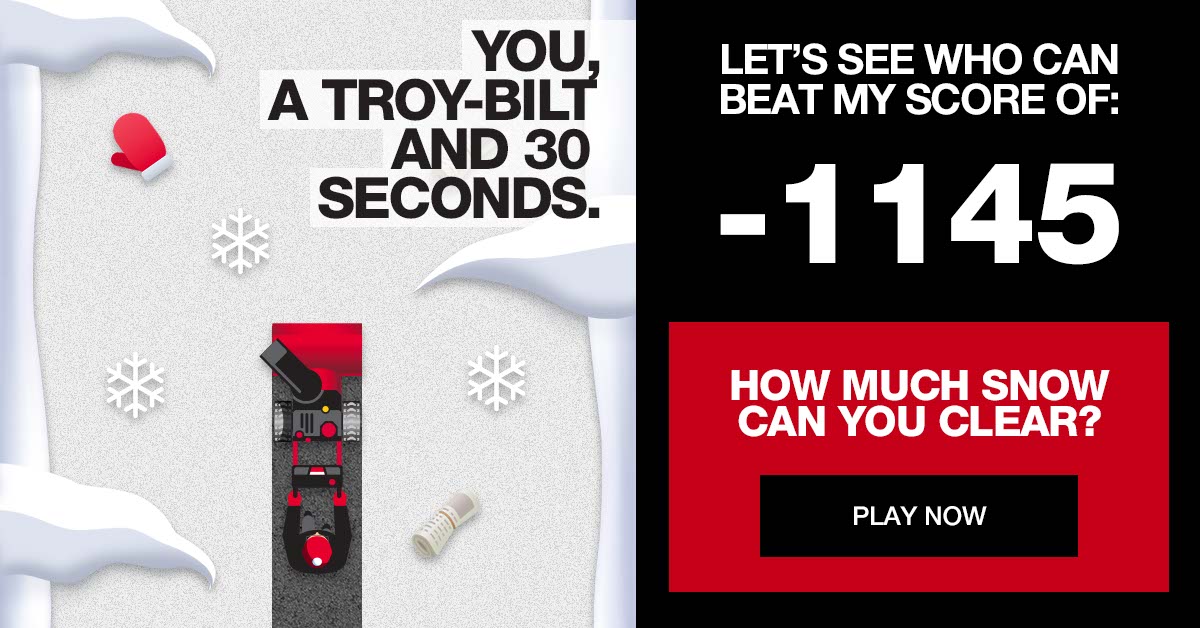 YOU,
A TROY-BILT
AND 30
SECONDS.
LET'S SEE WHO CAN
BEAT MY SCORE OF:
-1145
HOW MUCH SNOW
CAN YOU CLEAR?
PLAY NOW